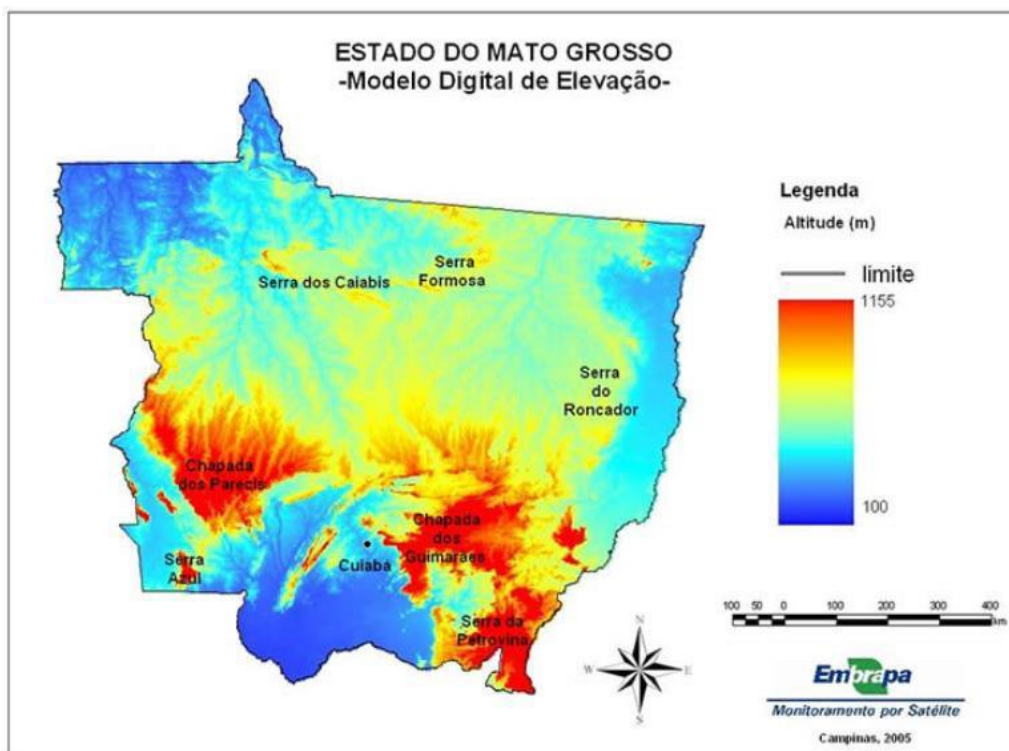 ESTADO DO MATO GROSSO
-Modelo Digital de Elevação-
Legenda
Altitude (m)
límite
1155
100
Serra dos Caiabis
Serra
Formosa
Serra
do
Roncador
Chapada
dos Parecis
Chapada
dos
Guimarães
Cuiabá
Serra
Azul
Serra da
Petrovina
N
W
E
S
100 50 0 100 200 300 400
km
Embrapa
Monitoramento por Satélite
Campinas, 2005